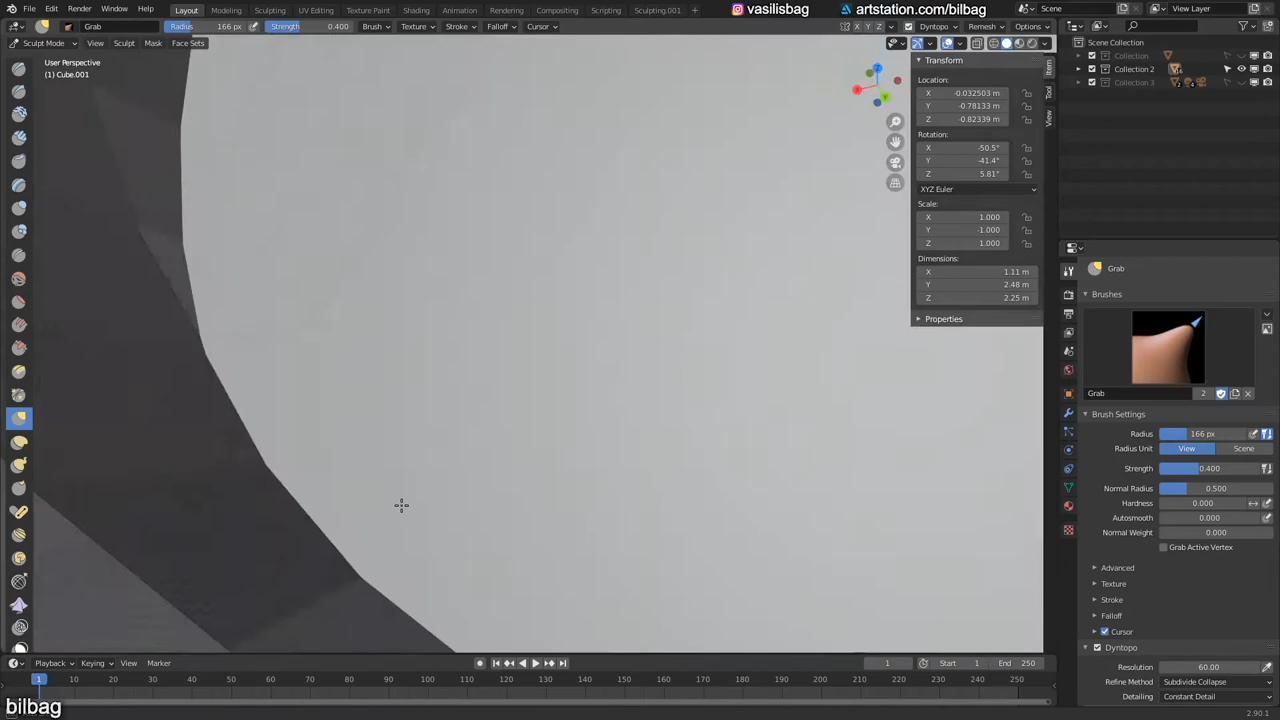 File Edit Render Window Help Layout Modeling Sculpting UV Editing Texture Paint Shading Animation Rendering Compositing Scripting Sculpting.001 vasilisbag artstation.com/bilbag Scene View Layer
Grab Radius 166 px Strength 0.400 Brush Texture Stroke Falloff Cursor X Y Z Dyntopo Remesh Options
Sculpt Mode View Sculpt Mask Face Sets
User Perspective
(1) Cube.001
Transform
Location:
X -0.032503 m
Y -0.78133 m
Z -0.82339 m
Rotation:
X -50.5°
Y -41.4°
Z 5.81°
XYZ Euler
Scale:
X 1.000
Y -1.000
Z 1.000
Dimensions:
X 1.11 m
Y 2.48 m
Z 2.25 m
Properties
Item
Tool
View
Scene Collection
Collection
Collection 2
Collection 3
Grab
Brushes
Grab 2
Brush Settings
Radius 166 px
Radius Unit View Scene
Strength 0.400
Normal Radius 0.500
Hardness 0.000
Autosmooth 0.000
Normal Weight 0.000
Grab Active Vertex
Advanced
Texture
Stroke
Falloff
Cursor
Dyntopo
Resolution 60.00
Refine Method Subdivide Collapse
Detailing Constant Detail
Playback Keying View Marker 1 Start 1 End 250
1 10 20 30 40 50 60 70 80 90 100 110 120 130 140 150 160 170 180 190 200 210 220 230 240 250
bilbag
2.90.1